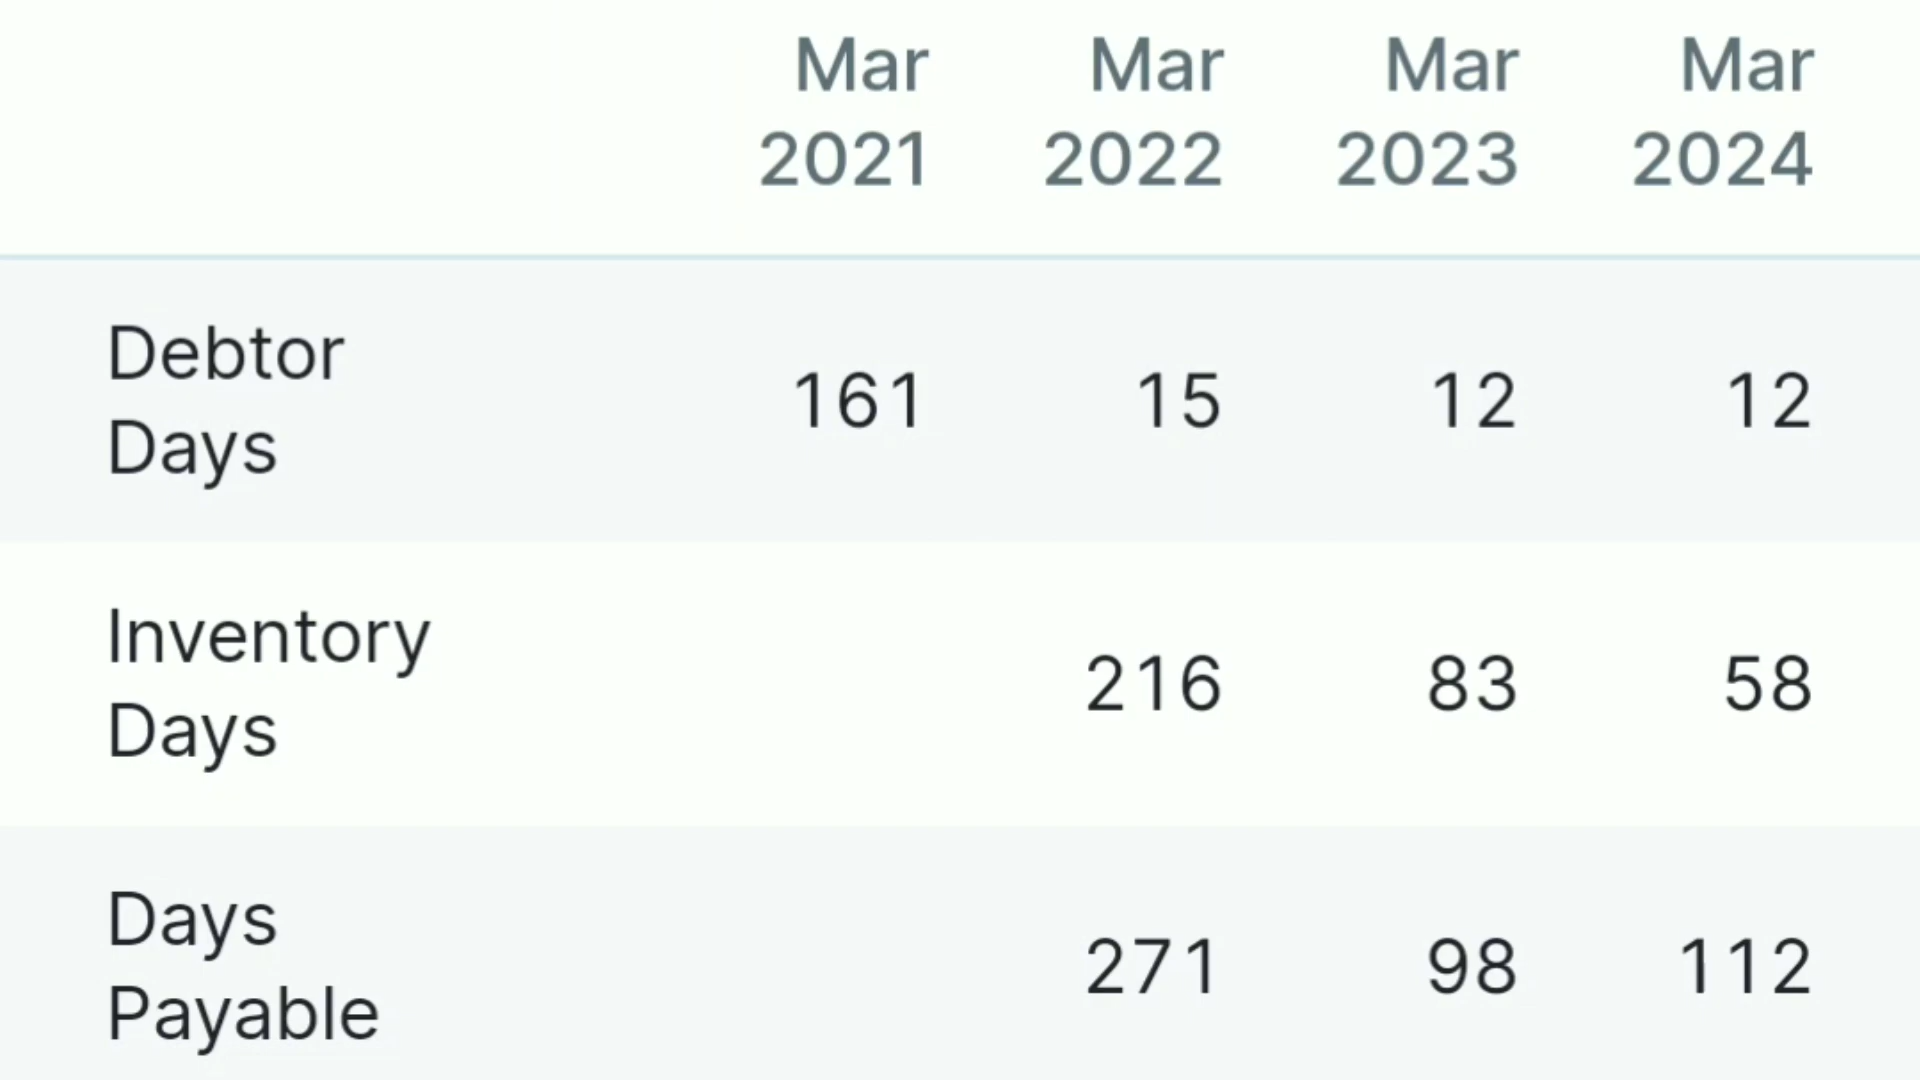 Mar Mar Mar Mar
2021 2022 2023 2024
Debtor
Days 161 15 12 12
Inventory
Days 216 83 58
Days
Payable 271 98 112